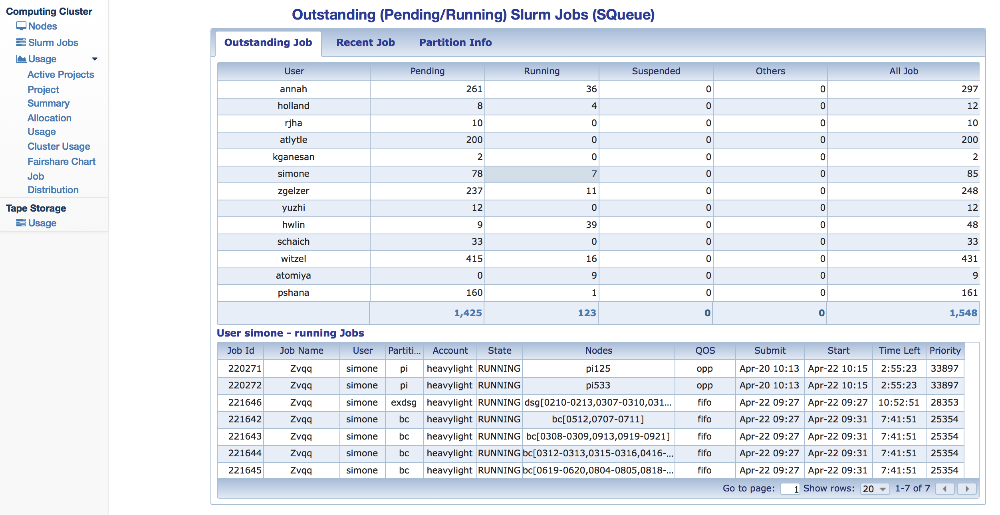 Computing Cluster
Nodes
Slurm Jobs
Usage
Active Projects
Project
Summary
Allocation
Usage
Cluster Usage
Fairshare Chart
Job
Distribution
Tape Storage
Usage
Outstanding (Pending/Running) Slurm Jobs (SQueue)
Outstanding Job Recent Job Partition Info
User Pending Running Suspended Others All Job
annah 261 36 0 0 297
holland 8 4 0 0 12
rjha 10 0 0 0 10
atlytle 200 0 0 0 200
kganesan 2 0 0 0 2
simone 78 7 0 0 85
zgelzer 237 11 0 0 248
yuzhi 12 0 0 0 12
hwlin 9 39 0 0 48
schaich 33 0 0 0 33
witzel 415 16 0 0 431
atomiya 0 9 0 0 9
pshana 160 1 0 0 161
1,425 123 0 0 1,548
User simone - running Jobs
Job Id Job Name User Partiti... Account State Nodes QOS Submit Start Time Left Priority
220271 Zvqq simone pi heavylight RUNNING pi125 opp Apr-20 10:13 Apr-22 10:15 2:55:23 33897
220272 Zvqq simone pi heavylight RUNNING pi533 opp Apr-20 10:13 Apr-22 10:15 2:55:23 33897
221646 Zvqq simone exdsg heavylight RUNNING dsg[0210-0213,0307-0310,031... fifo Apr-22 09:27 Apr-22 09:27 10:52:51 28353
221642 Zvqq simone bc heavylight RUNNING bc[0512,0707-0711] fifo Apr-22 09:27 Apr-22 09:31 7:41:51 25354
221643 Zvqq simone bc heavylight RUNNING bc[0308-0309,0913,0919-0921] fifo Apr-22 09:27 Apr-22 09:31 7:41:51 25354
221644 Zvqq simone bc heavylight RUNNING bc[0312-0313,0315-0316,0416-... fifo Apr-22 09:27 Apr-22 09:31 7:41:51 25354
221645 Zvqq simone bc heavylight RUNNING bc[0619-0620,0804-0805,0818-... fifo Apr-22 09:27 Apr-22 09:31 7:41:51 25354
Go to page: 1 Show rows: 20 1-7 of 7